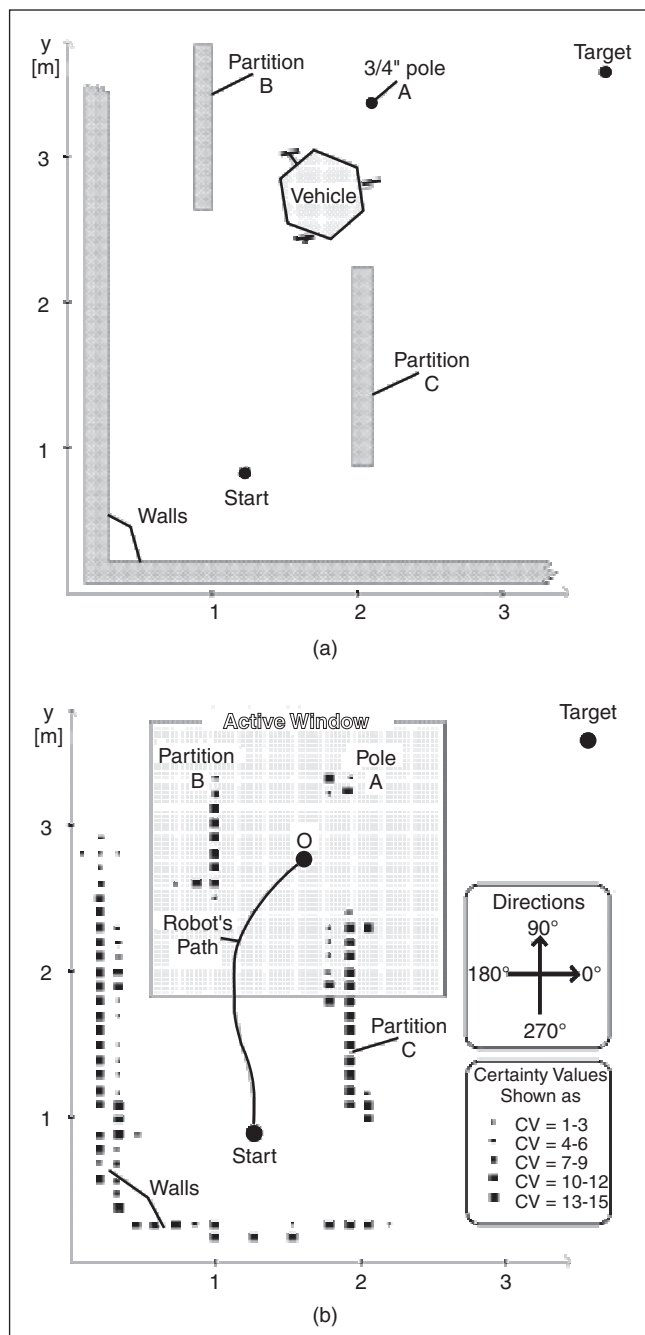 y
[m]
Partition
B
3/4" pole
A
Target
3
Vehicle
2
Partition
C
1
Start
Walls
1
2
3
(a)
y
[m]
Active Window
Target
Partition
B
Pole
A
3
O
Robot's
Path
Directions
90°
180°
0°
270°
2
Partition
C
Certainty Values
Shown as
CV = 1-3
CV = 4-6
CV = 7-9
CV = 10-12
CV = 13-15
1
Start
Walls
1
2
3
(b)